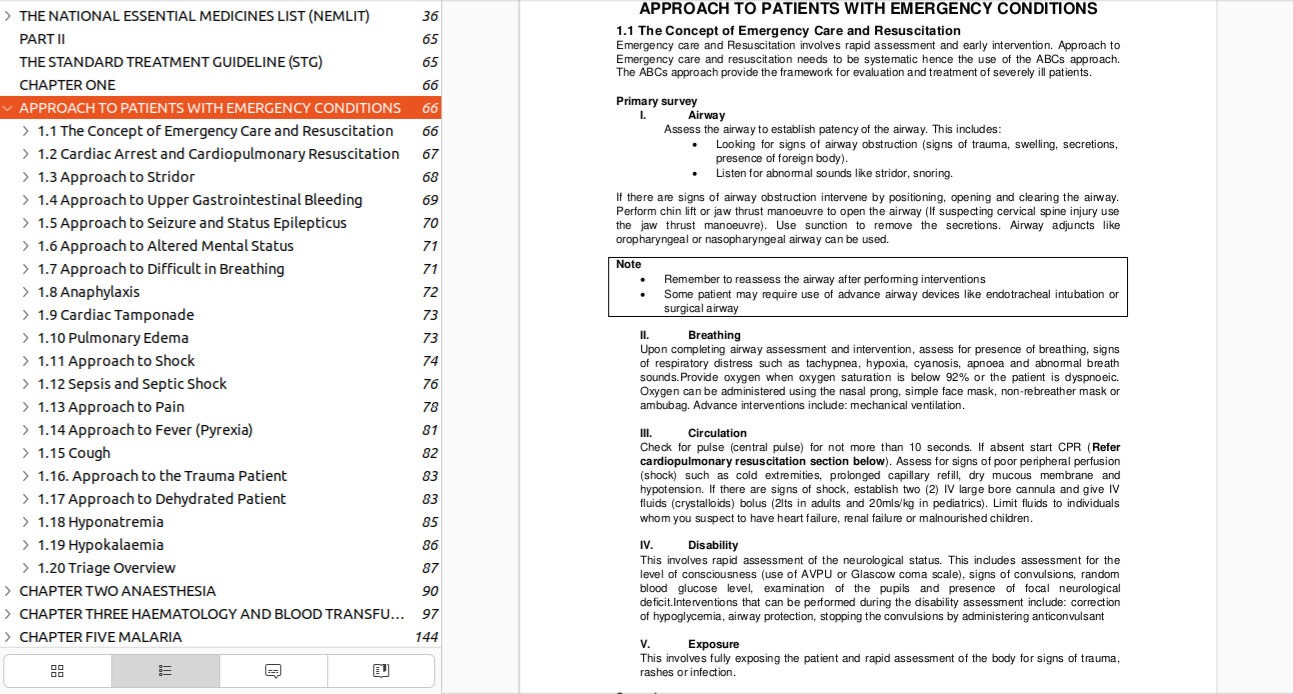 THE NATIONAL ESSENTIAL MEDICINES LIST (NEMLIT) 36
PART II 65
THE STANDARD TREATMENT GUIDELINE (STG) 65
CHAPTER ONE 66
APPROACH TO PATIENTS WITH EMERGENCY CONDITIONS 66
1.1 The Concept of Emergency Care and Resuscitation 66
1.2 Cardiac Arrest and Cardiopulmonary Resuscitation 67
1.3 Approach to Stridor 68
1.4 Approach to Upper Gastrointestinal Bleeding 69
1.5 Approach to Seizure and Status Epilepticus 70
1.6 Approach to Altered Mental Status 71
1.7 Approach to Difficult in Breathing 71
1.8 Anaphylaxis 72
1.9 Cardiac Tamponade 73
1.10 Pulmonary Edema 73
1.11 Approach to Shock 74
1.12 Sepsis and Septic Shock 76
1.13 Approach to Pain 78
1.14 Approach to Fever (Pyrexia) 81
1.15 Cough 82
1.16. Approach to the Trauma Patient 83
1.17 Approach to Dehydrated Patient 83
1.18 Hyponatremia 85
1.19 Hypokalaemia 86
1.20 Triage Overview 87
CHAPTER TWO ANAESTHESIA 90
CHAPTER THREE HAEMATOLOGY AND BLOOD TRANSFU... 97
CHAPTER FIVE MALARIA 144
APPROACH TO PATIENTS WITH EMERGENCY CONDITIONS
1.1 The Concept of Emergency Care and Resuscitation
Emergency care and Resuscitation involves rapid assessment and early intervention. Approach to
Emergency care and resuscitation needs to be systematic hence the use of the ABCs approach.
The ABCs approach provide the framework for evaluation and treatment of severely ill patients.
Primary survey
I. Airway
Assess the airway to establish patency of the airway. This includes:
• Looking for signs of airway obstruction (signs of trauma, swelling, secretions,
presence of foreign body).
• Listen for abnormal sounds like stridor, snoring.
If there are signs of airway obstruction intervene by positioning, opening and clearing the airway.
Perform chin lift or jaw thrust manoeuvre to open the airway (If suspecting cervical spine injury use
the jaw thrust manoeuvre). Use sunction to remove the secretions. Airway adjuncts like
oropharyngeal or nasopharyngeal airway can be used.
Note
• Remember to reassess the airway after performing interventions
• Some patient may require use of advance airway devices like endotracheal intubation or
surgical airway
II. Breathing
Upon completing airway assessment and intervention, assess for presence of breathing, signs
of respiratory distress such as tachypnea, hypoxia, cyanosis, apnoea and abnormal breath
sounds.Provide oxygen when oxygen saturation is below 92% or the patient is dyspnoeic.
Oxygen can be administered using the nasal prong, simple face mask, non-rebreather mask or
ambubag. Advance interventions include: mechanical ventilation.
III. Circulation
Check for pulse (central pulse) for not more than 10 seconds. If absent start CPR (Refer
cardiopulmonary resuscitation section below). Assess for signs of poor peripheral perfusion
(shock) such as cold extremities, prolonged capillary refill, dry mucous membrane and
hypotension. If there are signs of shock, establish two (2) IV large bore cannula and give IV
fluids (crystalloids) bolus (2lts in adults and 20mls/kg in pediatrics). Limit fluids to individuals
whom you suspect to have heart failure, renal failure or malnourished children.
IV. Disability
This involves rapid assessment of the neurological status. This includes assessment for the
level of consciousness (use of AVPU or Glascow coma scale), signs of convulsions, random
blood glucose level, examination of the pupils and presence of focal neurological
deficit.Interventions that can be performed during the disability assessment include: correction
of hypoglycemia, airway protection, stopping the convulsions by administering anticonvulsant
V. Exposure
This involves fully exposing the patient and rapid assessment of the body for signs of trauma,
rashes or infection.